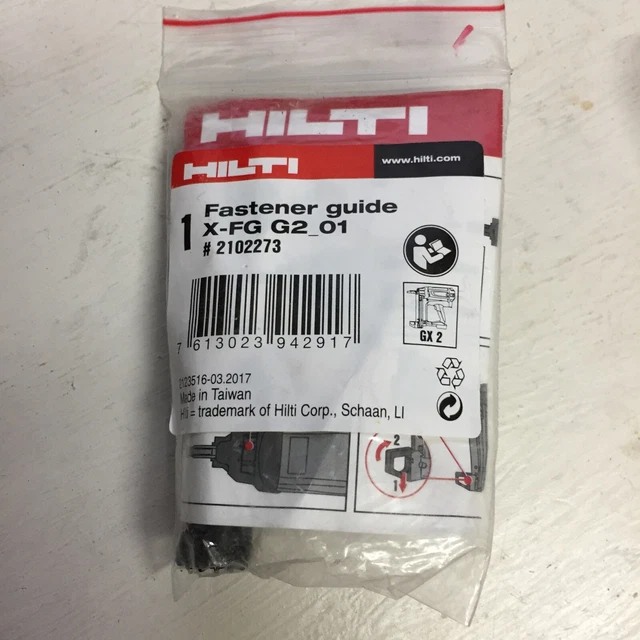 HILTI
HILTI
www.hilti.com
1
Fastener guide
X-FG G2_01
# 2102273
GX 2
7 613023 942917
2123516-03.2017
Made in Taiwan
Hilti = trademark of Hilti Corp., Schaan, LI
2
1